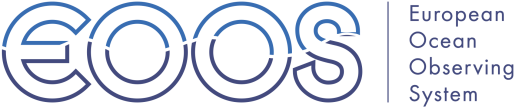 EOOS
European
Ocean
Observing
System